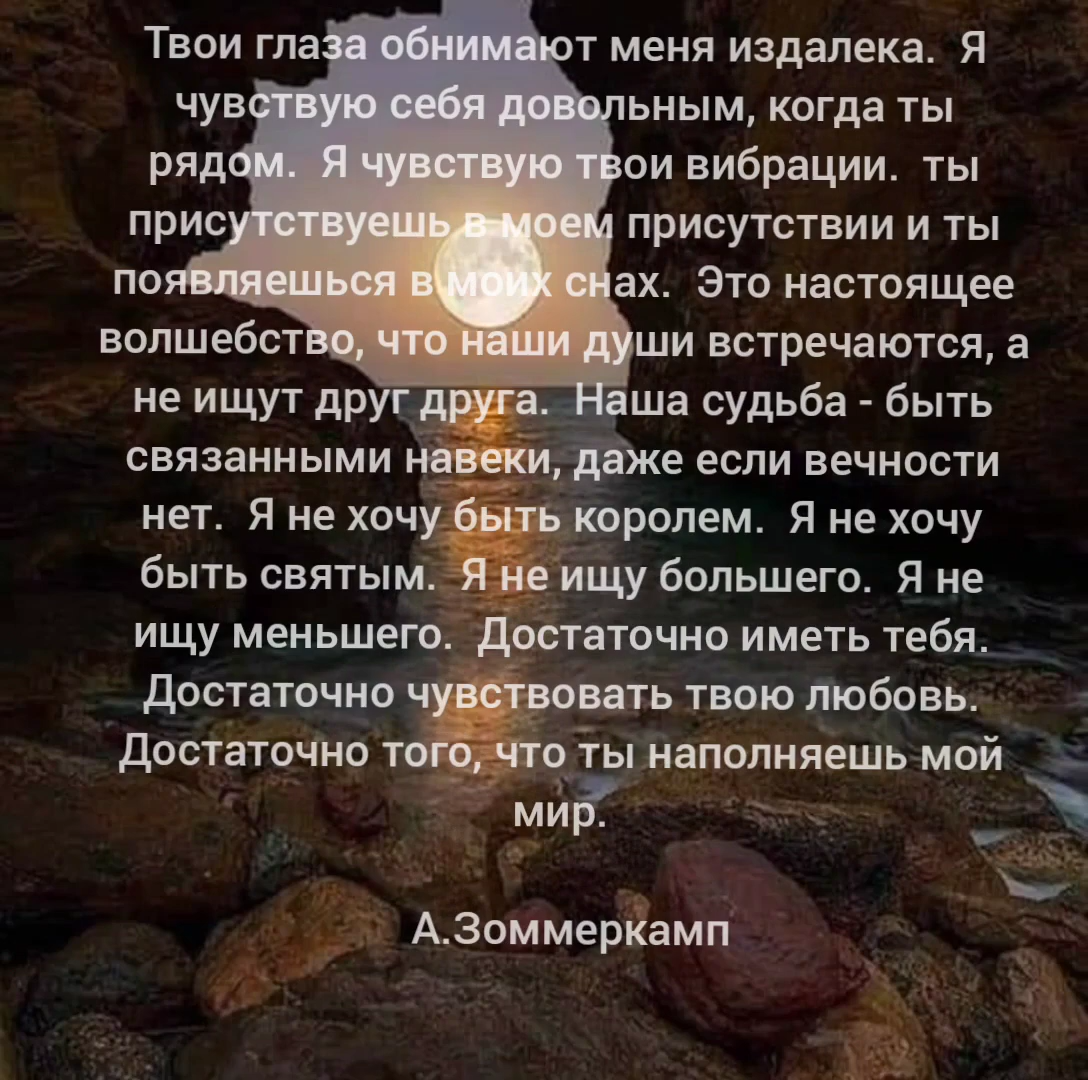 Твои глаза обнимают меня издалека.  Я
чувствую себя довольным, когда ты
рядом.  Я чувствую твои вибрации.  ты
присутствуешь в моем присутствии и ты
появляешься в моих снах.  Это настоящее
волшебство, что наши души встречаются, а
не ищут друг друга.  Наша судьба - быть
связанными навеки, даже если вечности
нет.  Я не хочу быть королем.  Я не хочу
быть святым.  Я не ищу большего.  Я не
ищу меньшего.  Достаточно иметь тебя.
Достаточно чувствовать твою любовь.
Достаточно того, что ты наполняешь мой
мир.
А.Зоммеркамп